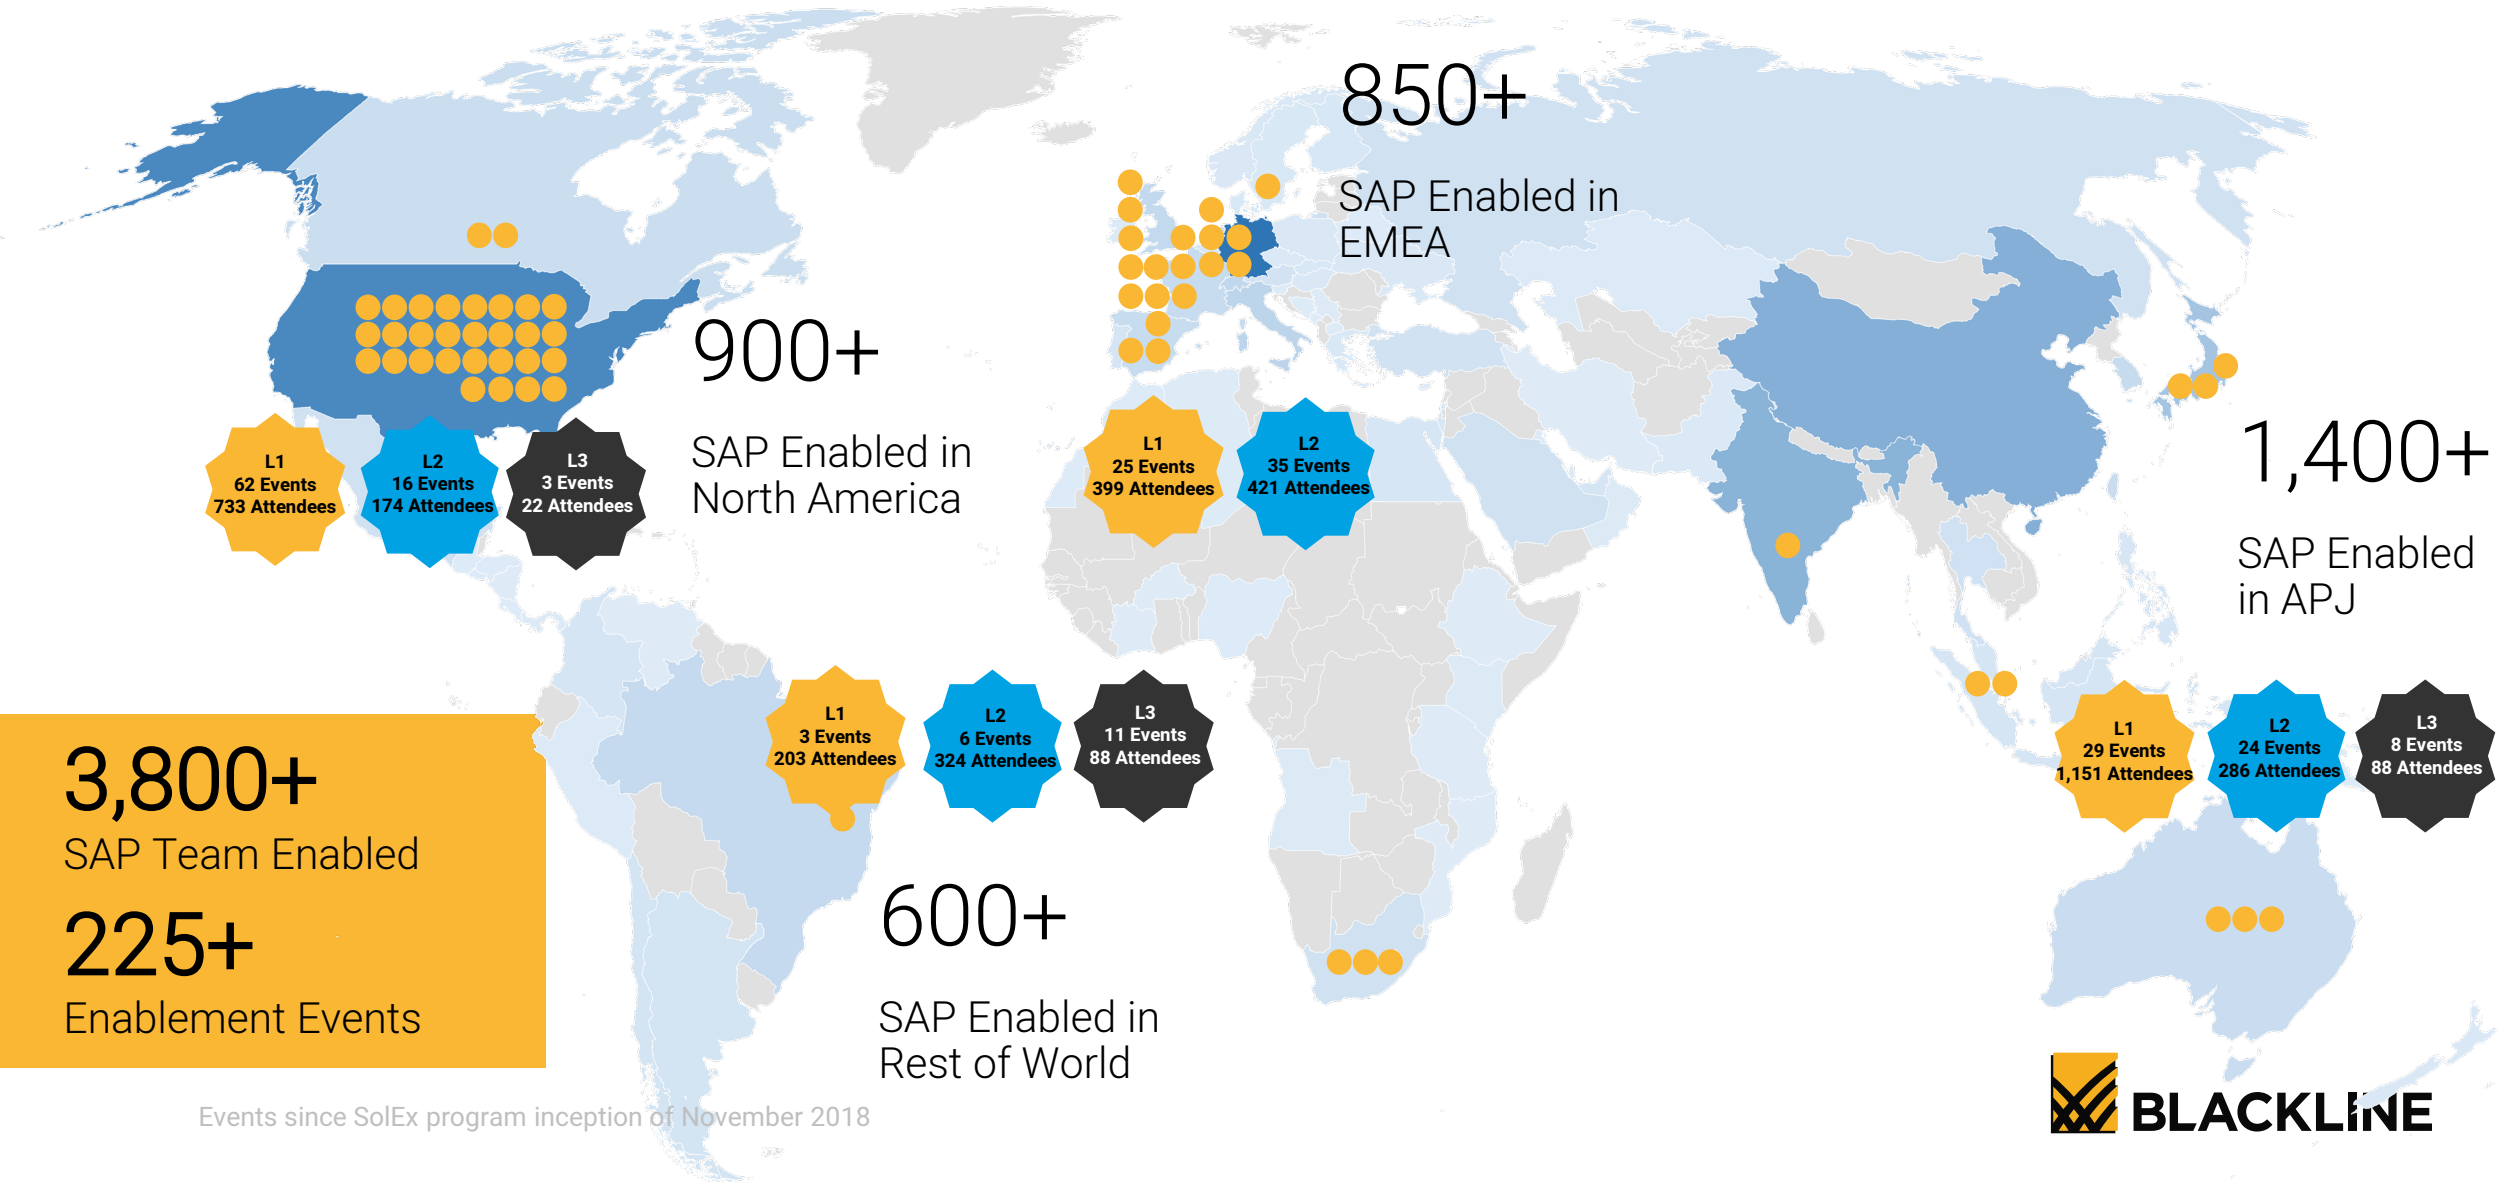 850+
SAP Enabled in
EMEA
900+
SAP Enabled in
North America
L1
62 Events
733 Attendees
L2
16 Events
174 Attendees
L3
3 Events
22 Attendees
L1
25 Events
399 Attendees
L2
35 Events
421 Attendees
1,400+
SAP Enabled
in APJ
L1
3 Events
203 Attendees
L2
6 Events
324 Attendees
L3
11 Events
88 Attendees
L1
29 Events
1,151 Attendees
L2
24 Events
286 Attendees
L3
8 Events
88 Attendees
3,800+
SAP Team Enabled
225+
Enablement Events
600+
SAP Enabled in
Rest of World
Events since SolEx program inception of November 2018
BLACKLINE